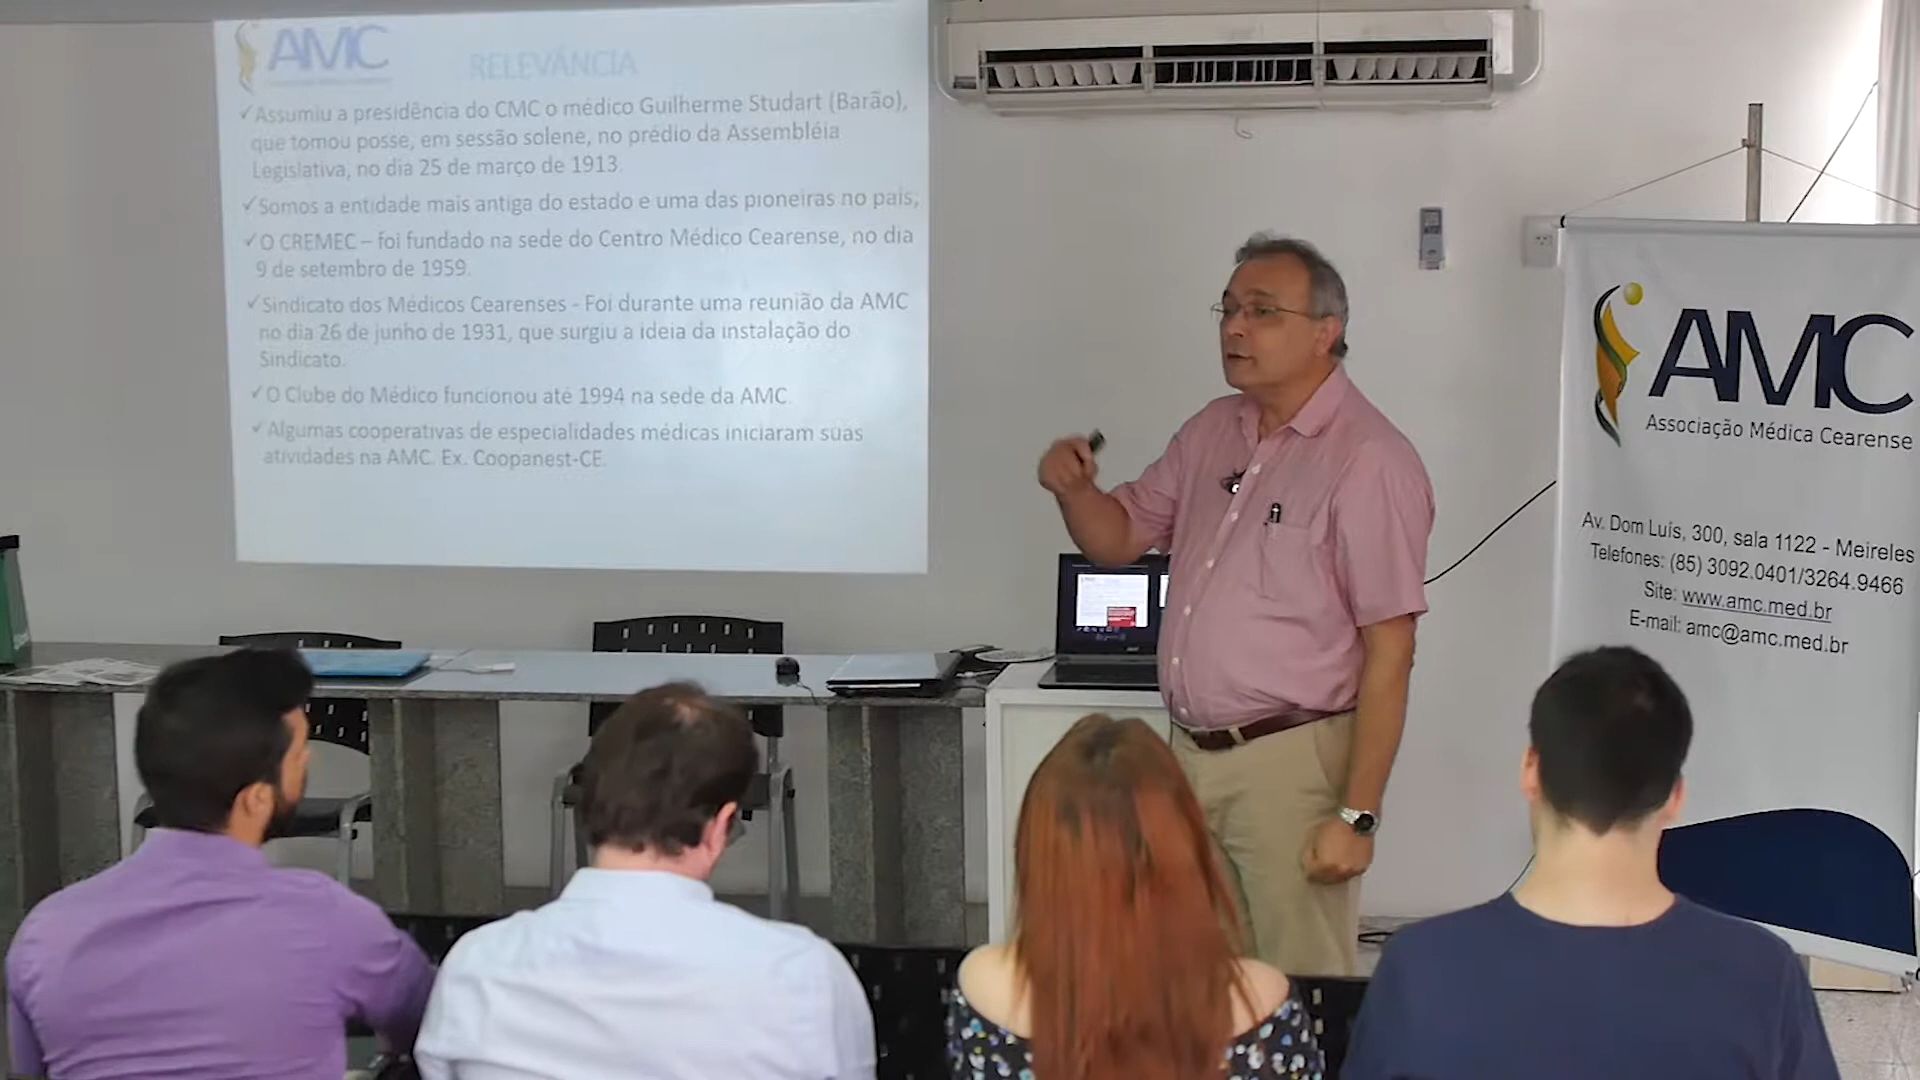 AMC
RELEVÂNCIA
✓Assumiu a presidência do CMC o médico Guilherme Studart (Barão),
que tomou posse, em sessão solene, no prédio da Assembléia
Legislativa, no dia 25 de março de 1913.
✓Somos a entidade mais antiga do estado e uma das pioneiras no país;
✓O CREMEC – foi fundado na sede do Centro Médico Cearense, no dia
9 de setembro de 1959.
✓Sindicato dos Médicos Cearenses - Foi durante uma reunião da AMC
no dia 26 de junho de 1931, que surgiu a ideia da instalação do
Sindicato.
✓O Clube do Médico funcionou até 1994 na sede da AMC.
✓Algumas cooperativas de especialidades médicas iniciaram suas
atividades na AMC. Ex. Coopanest-CE.
AMC
Associação Médica Cearense
Av. Dom Luís, 300, sala 1122 - Meireles
Telefones: (85) 3092.0401/3264.9466
Site: www.amc.med.br
E-mail: amc@amc.med.br